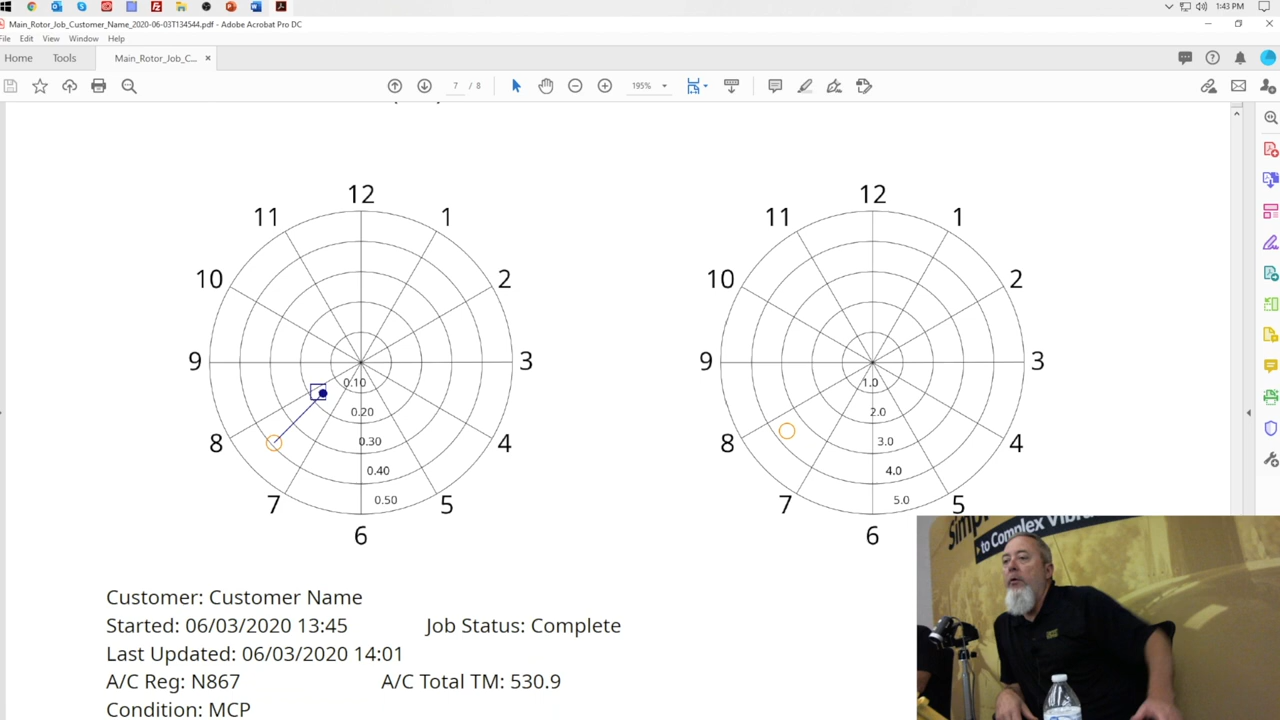 1:43 PM
Main_Rotor_Job_Customer_Name_2020-06-03T134544.pdf - Adobe Acrobat Pro DC
File Edit View Window Help
Home Tools Main_Rotor_Job_C... ×
7 / 8 195%
12 12
11 1 11 1
10 2 10 2
9 3 9 3
0.10 1.0
0.20 2.0
8 0.30 4 8 3.0 4
0.40 4.0
7 0.50 5 7 5.0 5
6 6
Customer: Customer Name
Started: 06/03/2020 13:45 Job Status: Complete
Last Updated: 06/03/2020 14:01
A/C Reg: N867 A/C Total TM: 530.9
Condition: MCP
to Complex